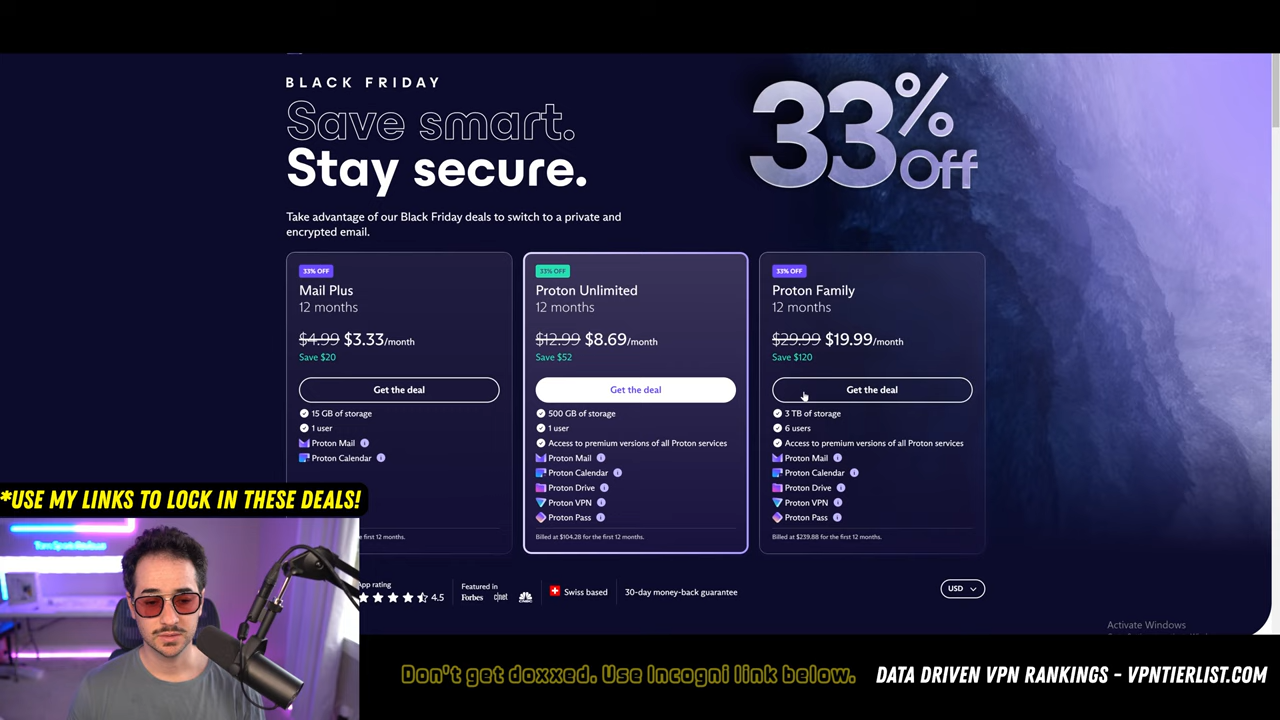 BLACK FRIDAY
Save smart.
Stay secure.
33%
Off
Take advantage of our Black Friday deals to switch to a private and
encrypted email.
33% OFF
Mail Plus
12 months
$4.99 $3.33/month
Save $20
Get the deal
15 GB of storage
1 user
Proton Mail
Proton Calendar
e first 12 months.
33% OFF
Proton Unlimited
12 months
$12.99 $8.69/month
Save $52
Get the deal
500 GB of storage
1 user
Access to premium versions of all Proton services
Proton Mail
Proton Calendar
Proton Drive
Proton VPN
Proton Pass
Billed at $104.28 for the first 12 months.
33% OFF
Proton Family
12 months
$29.99 $19.99/month
Save $120
Get the deal
3 TB of storage
6 users
Access to premium versions of all Proton services
Proton Mail
Proton Calendar
Proton Drive
Proton VPN
Proton Pass
Billed at $239.88 for the first 12 months.
*USE MY LINKS TO LOCK IN THESE DEALS!
App rating
4.5
Featured in
Forbes c|net CNBC
Swiss based
30-day money-back guarantee
USD
Activate Windows
Don't get doxxed. Use Incogni link below.
DATA DRIVEN VPN RANKINGS - VPNTIERLIST.COM